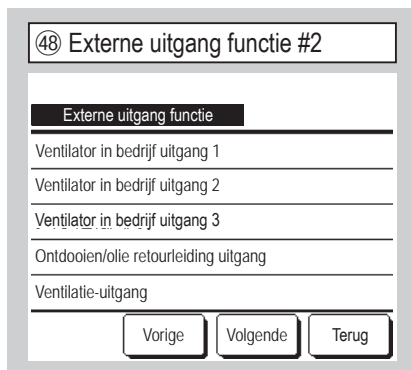 ㊽ Externe uitgang functie #2
Externe uitgang functie
Ventilator in bedrijf uitgang 1
Ventilator in bedrijf uitgang 2
Ventilator in bedrijf uitgang 3
Ontdooien/olie retourleiding uitgang
Ventilatie-uitgang
Vorige Volgende Terug